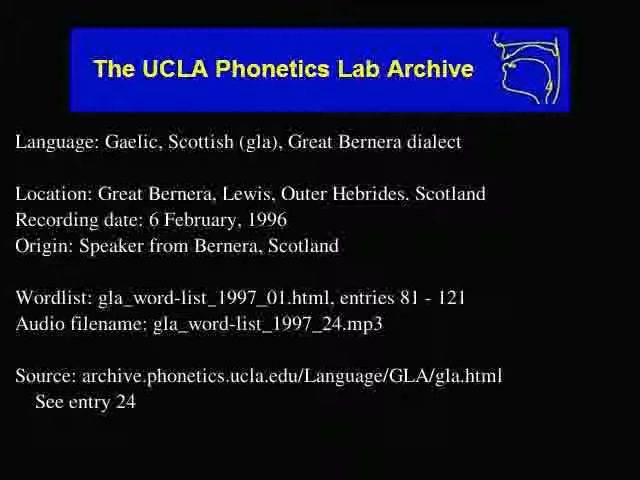 The UCLA Phonetics Lab Archive
Language: Gaelic, Scottish (gla), Great Bernera dialect
Location: Great Bernera, Lewis, Outer Hebrides. Scotland
Recording date: 6 February, 1996
Origin: Speaker from Bernera, Scotland
Wordlist: gla_word-list_1997_01.html, entries 81 - 121
Audio filename: gla_word-list_1997_24.mp3
Source: archive.phonetics.ucla.edu/Language/GLA/gla.html
See entry 24